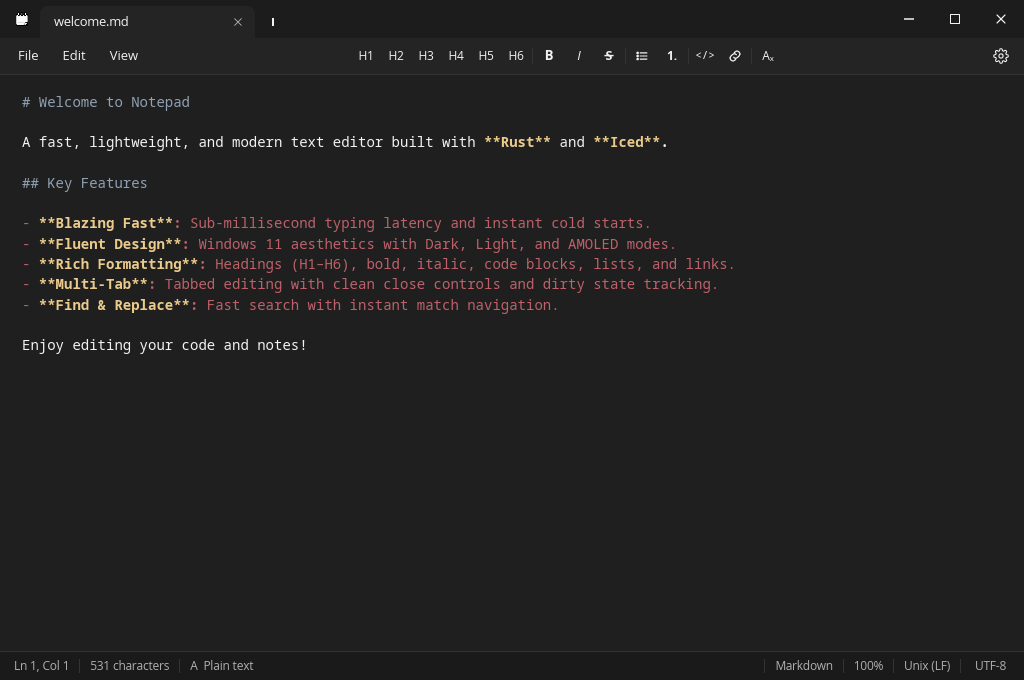 welcome.md
File Edit View H1 H2 H3 H4 H5 H6 B I S 1. </> Aₓ
# Welcome to Notepad
A fast, lightweight, and modern text editor built with **Rust** and **Iced**.
## Key Features
- **Blazing Fast**: Sub-millisecond typing latency and instant cold starts.
- **Fluent Design**: Windows 11 aesthetics with Dark, Light, and AMOLED modes.
- **Rich Formatting**: Headings (H1–H6), bold, italic, code blocks, lists, and links.
- **Multi-Tab**: Tabbed editing with clean close controls and dirty state tracking.
- **Find & Replace**: Fast search with instant match navigation.
Enjoy editing your code and notes!
Ln 1, Col 1 531 characters A Plain text Markdown 100% Unix (LF) UTF-8